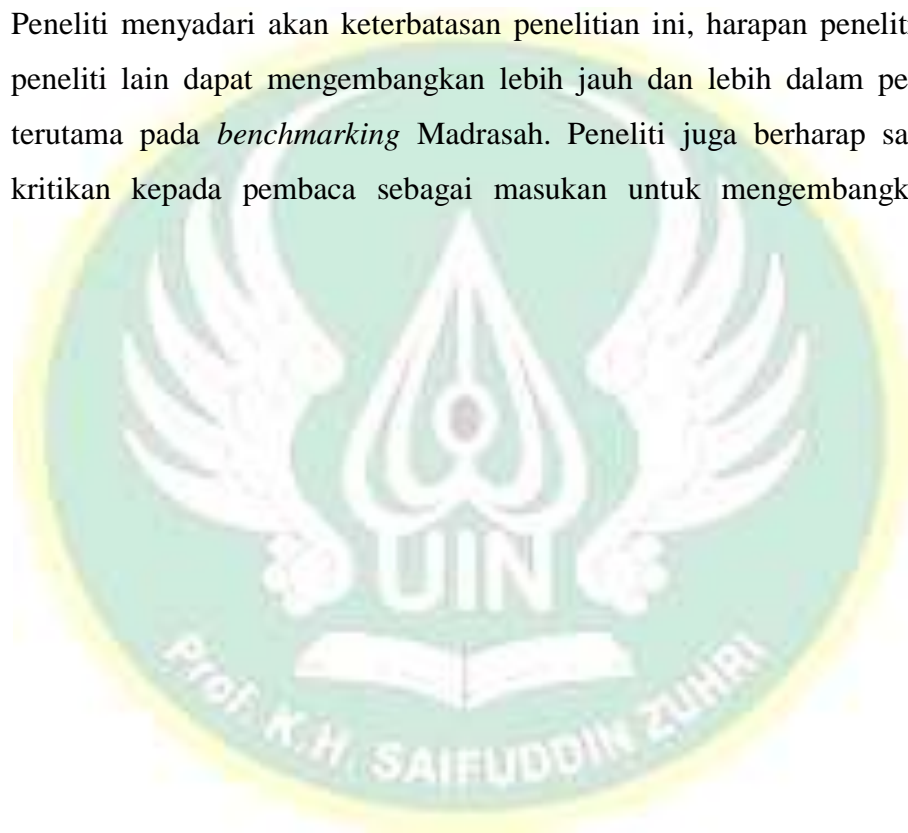 Peneliti menyadari akan keterbatasan penelitian ini, harapan penelit
peneliti lain dapat mengembangkan lebih jauh dan lebih dalam pe
terutama pada benchmarking Madrasah. Peneliti juga berharap sa
kritikan kepada pembaca sebagai masukan untuk mengembangk
UIN
Prof. K.H. SAIFUDDIN ZUHRI